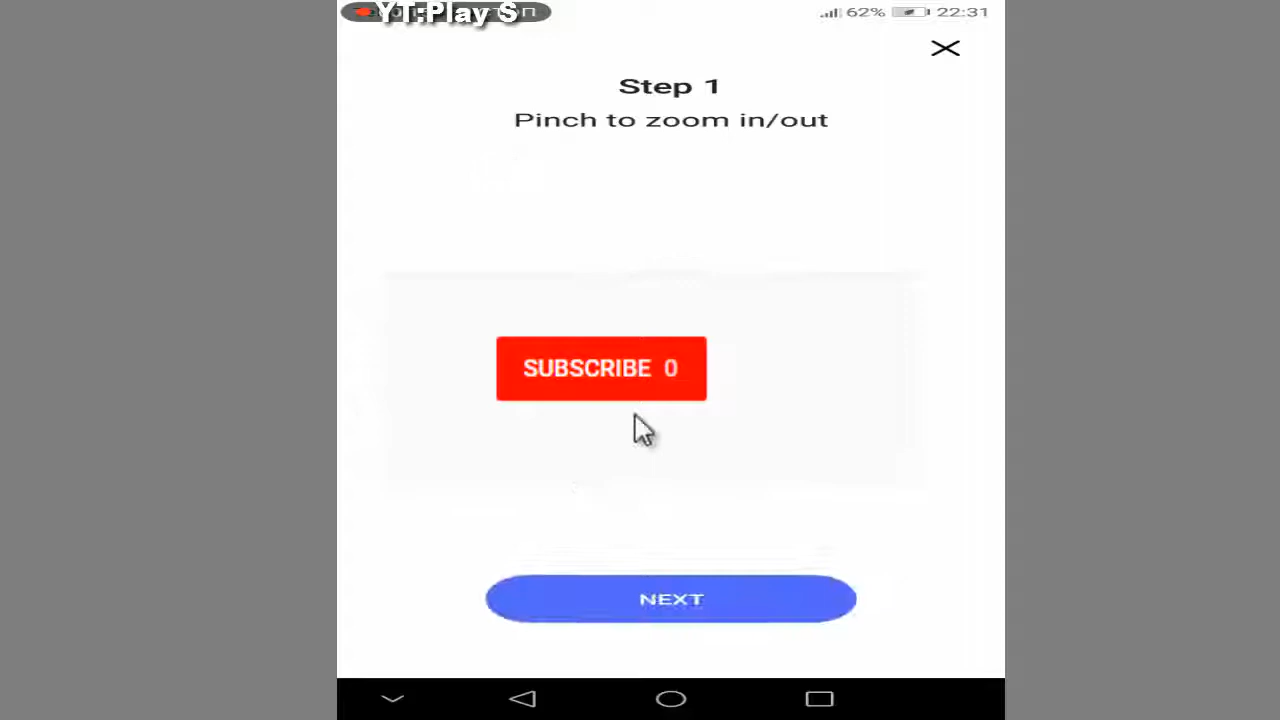 YT:Play S
62% 22:31
Step 1
Pinch to zoom in/out
SUBSCRIBE 0
NEXT